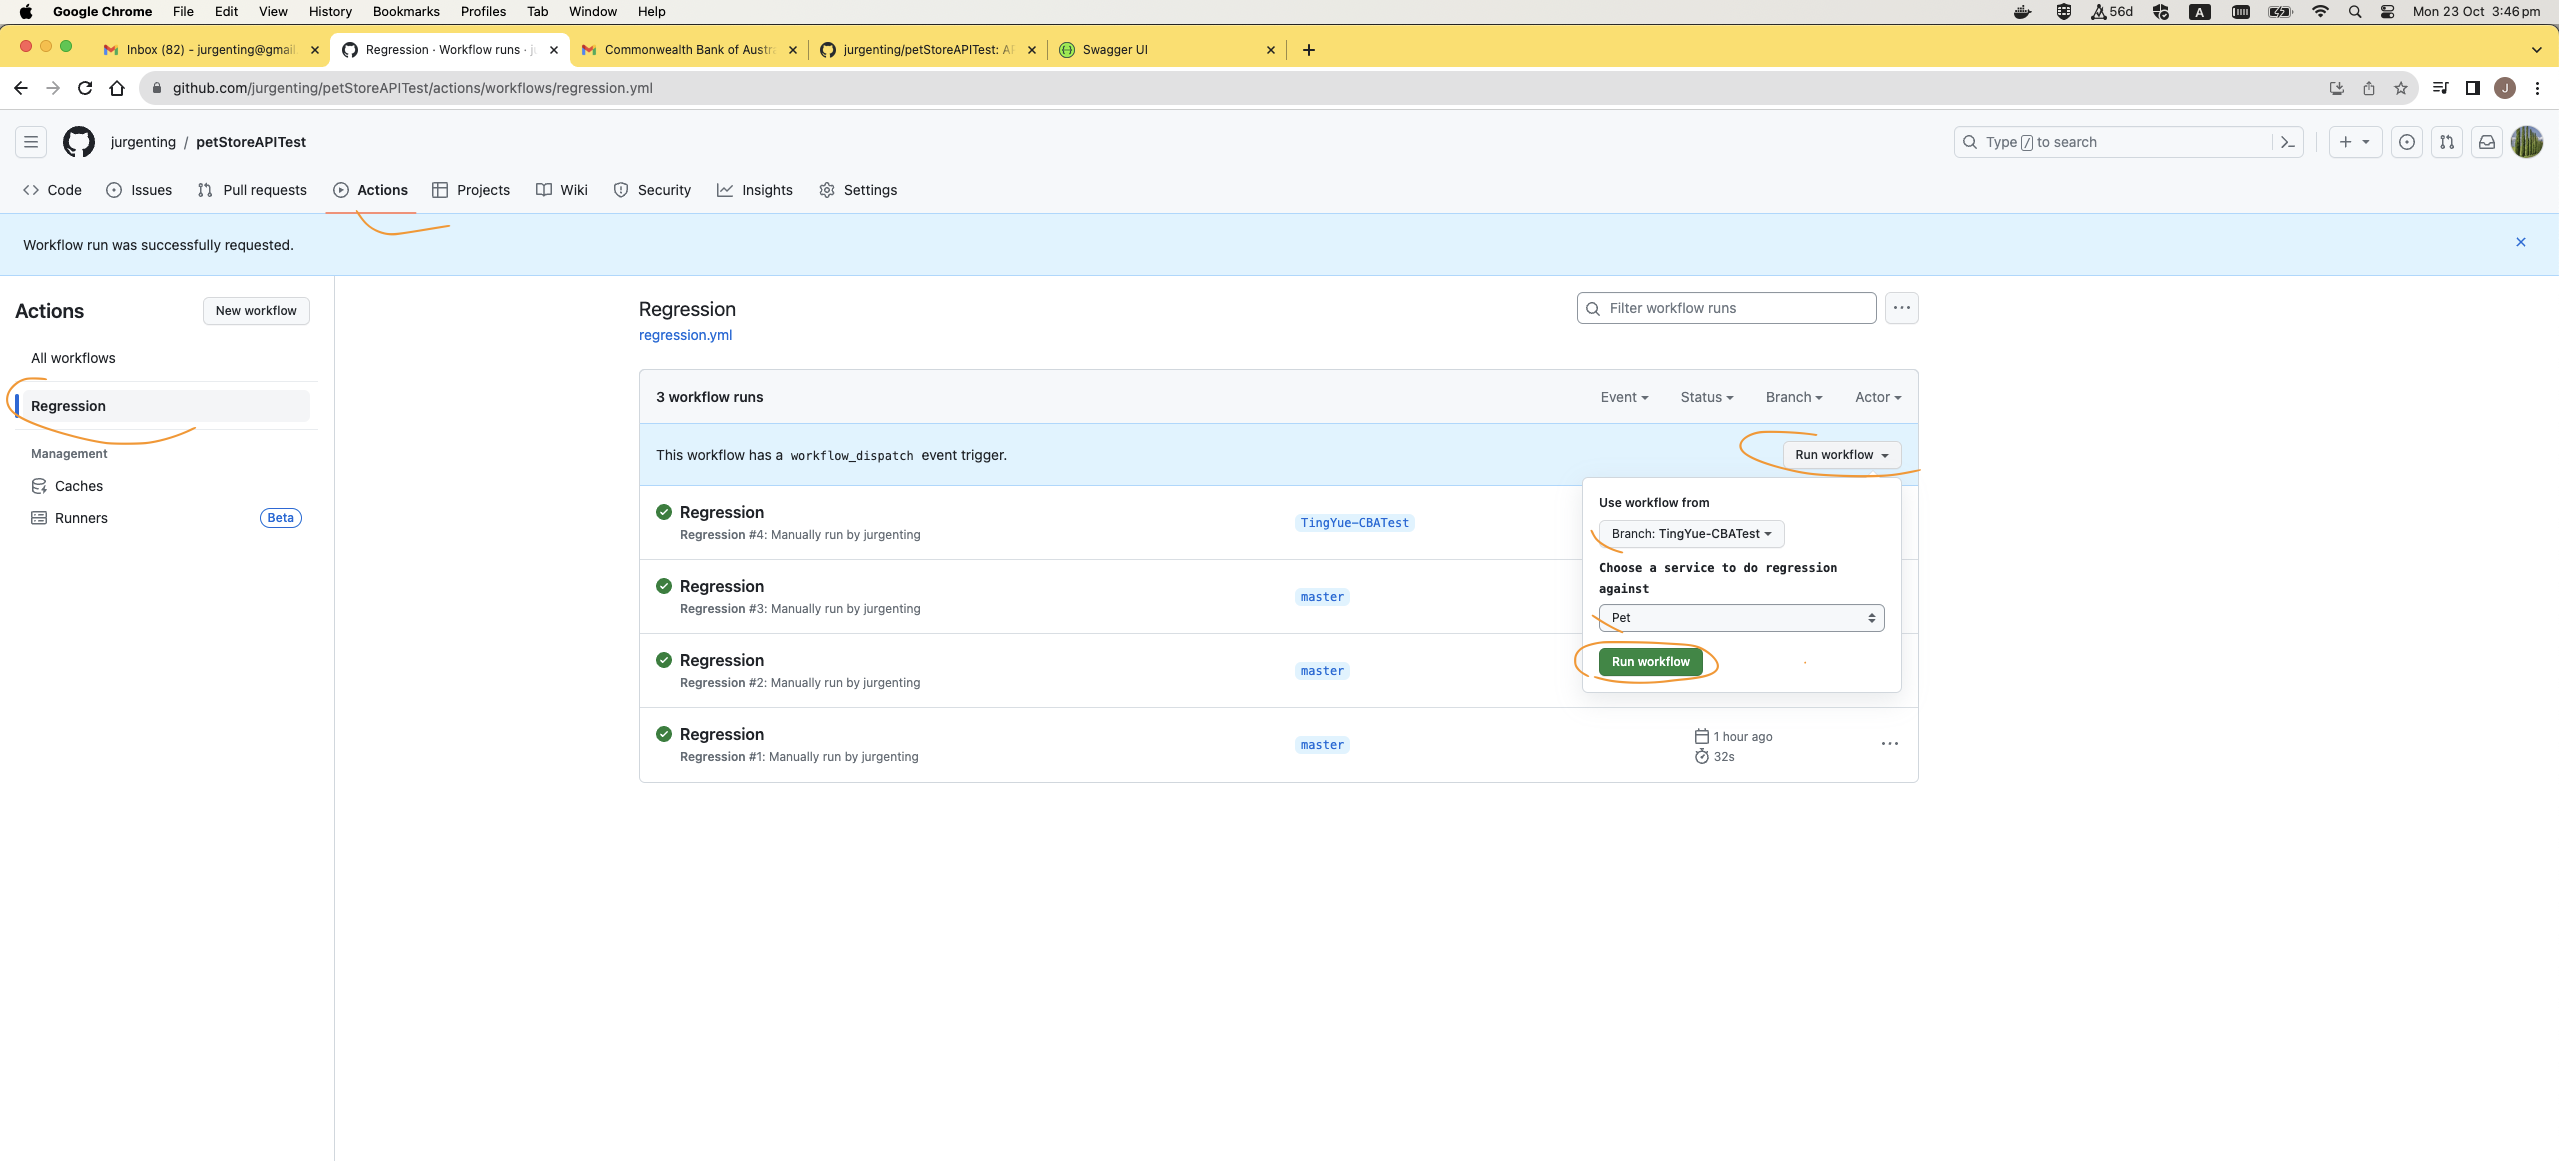 Google Chrome File Edit View History Bookmarks Profiles Tab Window Help 56d A Mon 23 Oct 3:46 pm
Inbox (82) - jurgenting@gmail. Regression · Workflow runs · Commonwealth Bank of Austra jurgenting/petStoreAPITest: Swagger UI
github.com/jurgenting/petStoreAPITest/actions/workflows/regression.yml J
jurgenting / petStoreAPITest Type / to search
Code Issues Pull requests Actions Projects Wiki Security Insights Settings
Workflow run was successfully requested.
Actions New workflow
All workflows
Regression
Management
Caches
Runners Beta
Regression
regression.yml
Filter workflow runs
3 workflow runs Event Status Branch Actor
This workflow has a workflow_dispatch event trigger. Run workflow
Use workflow from
Branch: TingYue-CBATest
Choose a service to do regression
against
Pet
Run workflow
Regression
Regression #4: Manually run by jurgenting
TingYue-CBATest
Regression
Regression #3: Manually run by jurgenting
master
Regression
Regression #2: Manually run by jurgenting
master
Regression
Regression #1: Manually run by jurgenting
master
1 hour ago
32s